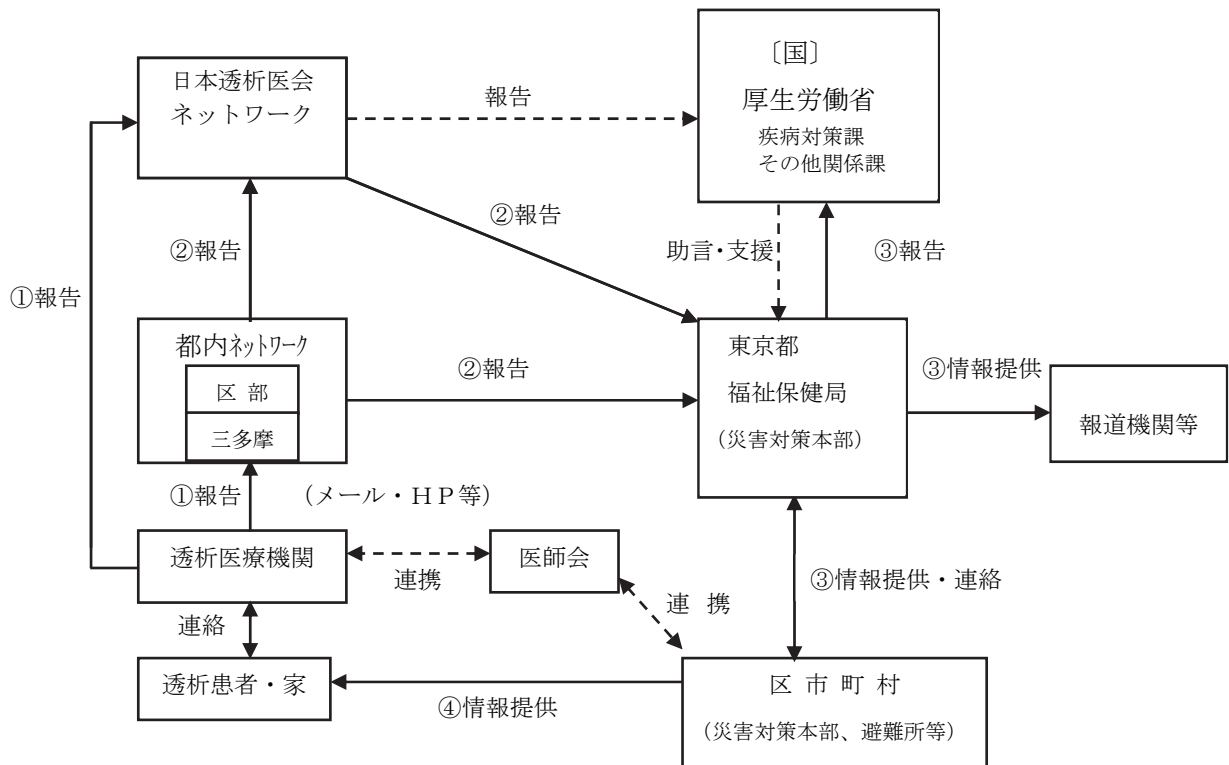 日本透析医会
ネットワーク
報告
〔国〕
厚生労働省
疾病対策課
その他関係課
②報告
②報告
助言・支援
③報告
①報告
都内ﾈｯﾄﾜｰｸ
区 部
三多摩
②報告
東京都
福祉保健局
（災害対策本部）
③情報提供
報道機関等
①報告
（メール・ＨＰ等）
透析医療機関
連携
医師会
連 携
③情報提供・連絡
連絡
透析患者・家
④情報提供
区 市 町 村
（災害対策本部、避難所等）